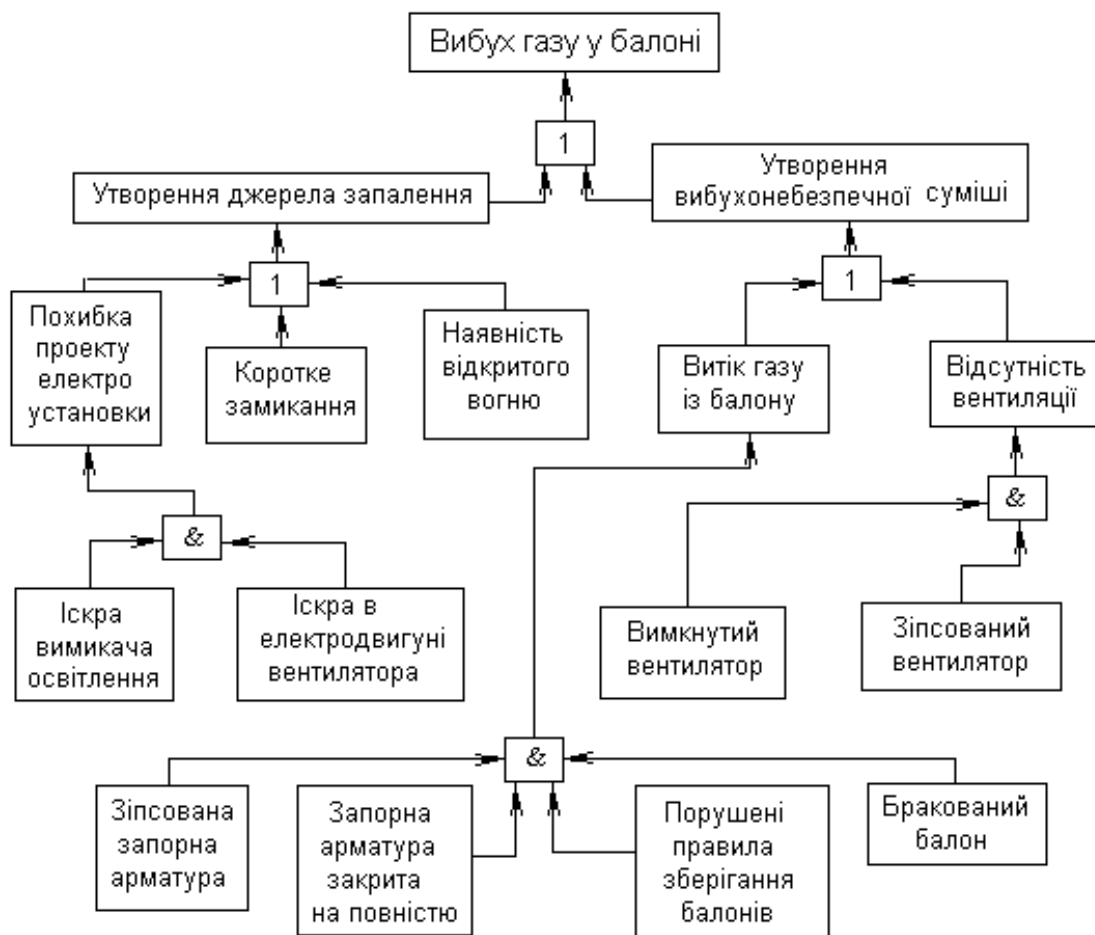 Вибух газу у балоні
1
Утворення джерела запалення
Утворення
вибухонебезпечної суміші
1
1
Похибка
проекту
електро
установки
Коротке
замикання
Наявність
відкритого
вогню
Витік газу
із балону
Відсутність
вентиляції
&
&
Іскра
вимикача
освітлення
Іскра в
електродвигуні
вентилятора
Вимкнутий
вентилятор
Зіпсований
вентилятор
&
Зіпсована
запорна
арматура
Запорна
арматура
закрита
на повністю
Порушені
правила
зберігання
балонів
Бракований
балон